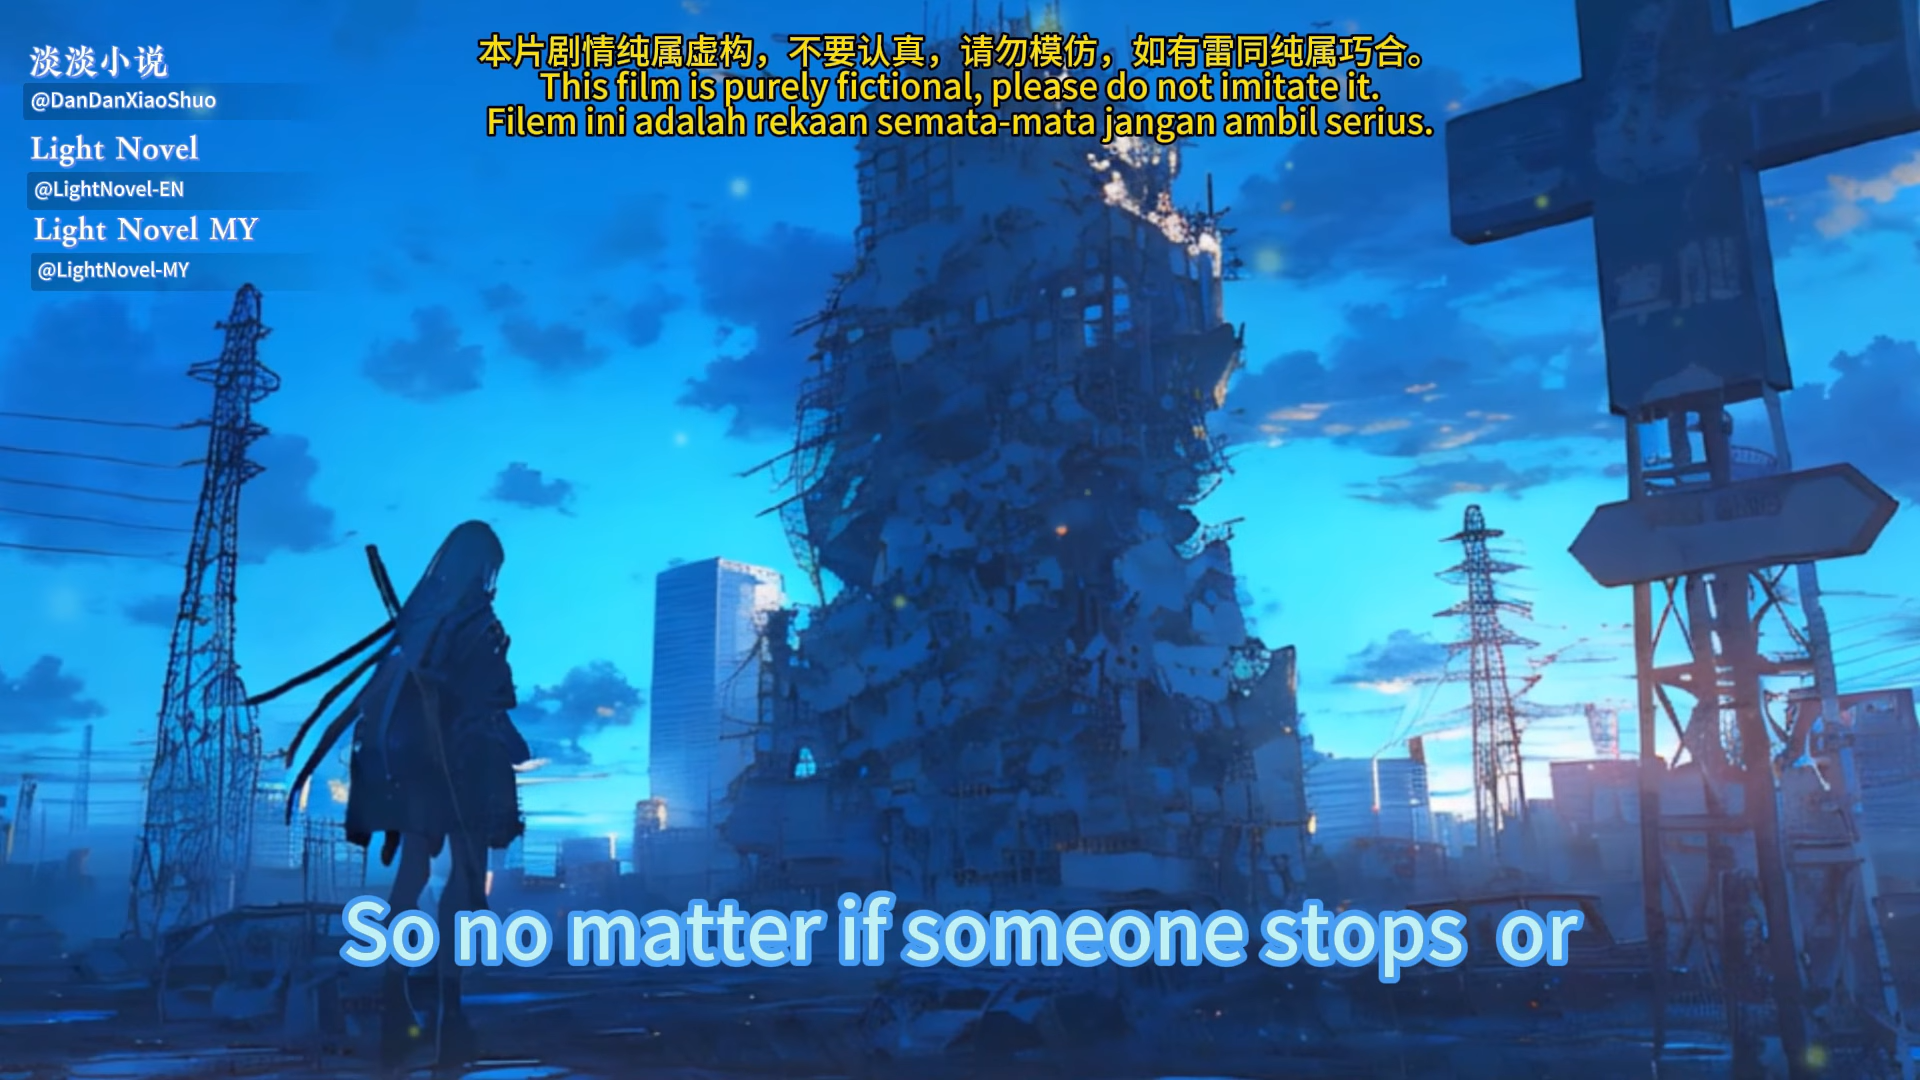 淡淡小说
@DanDanXiaoShuo
Light Novel
@LightNovel-EN
Light Novel MY
@LightNovel-MY
本片剧情纯属虚构，不要认真，请勿模仿，如有雷同纯属巧合。
This film is purely fictional, please do not imitate it.
Filem ini adalah rekaan semata-mata jangan ambil serius.
So no matter if someone stops or